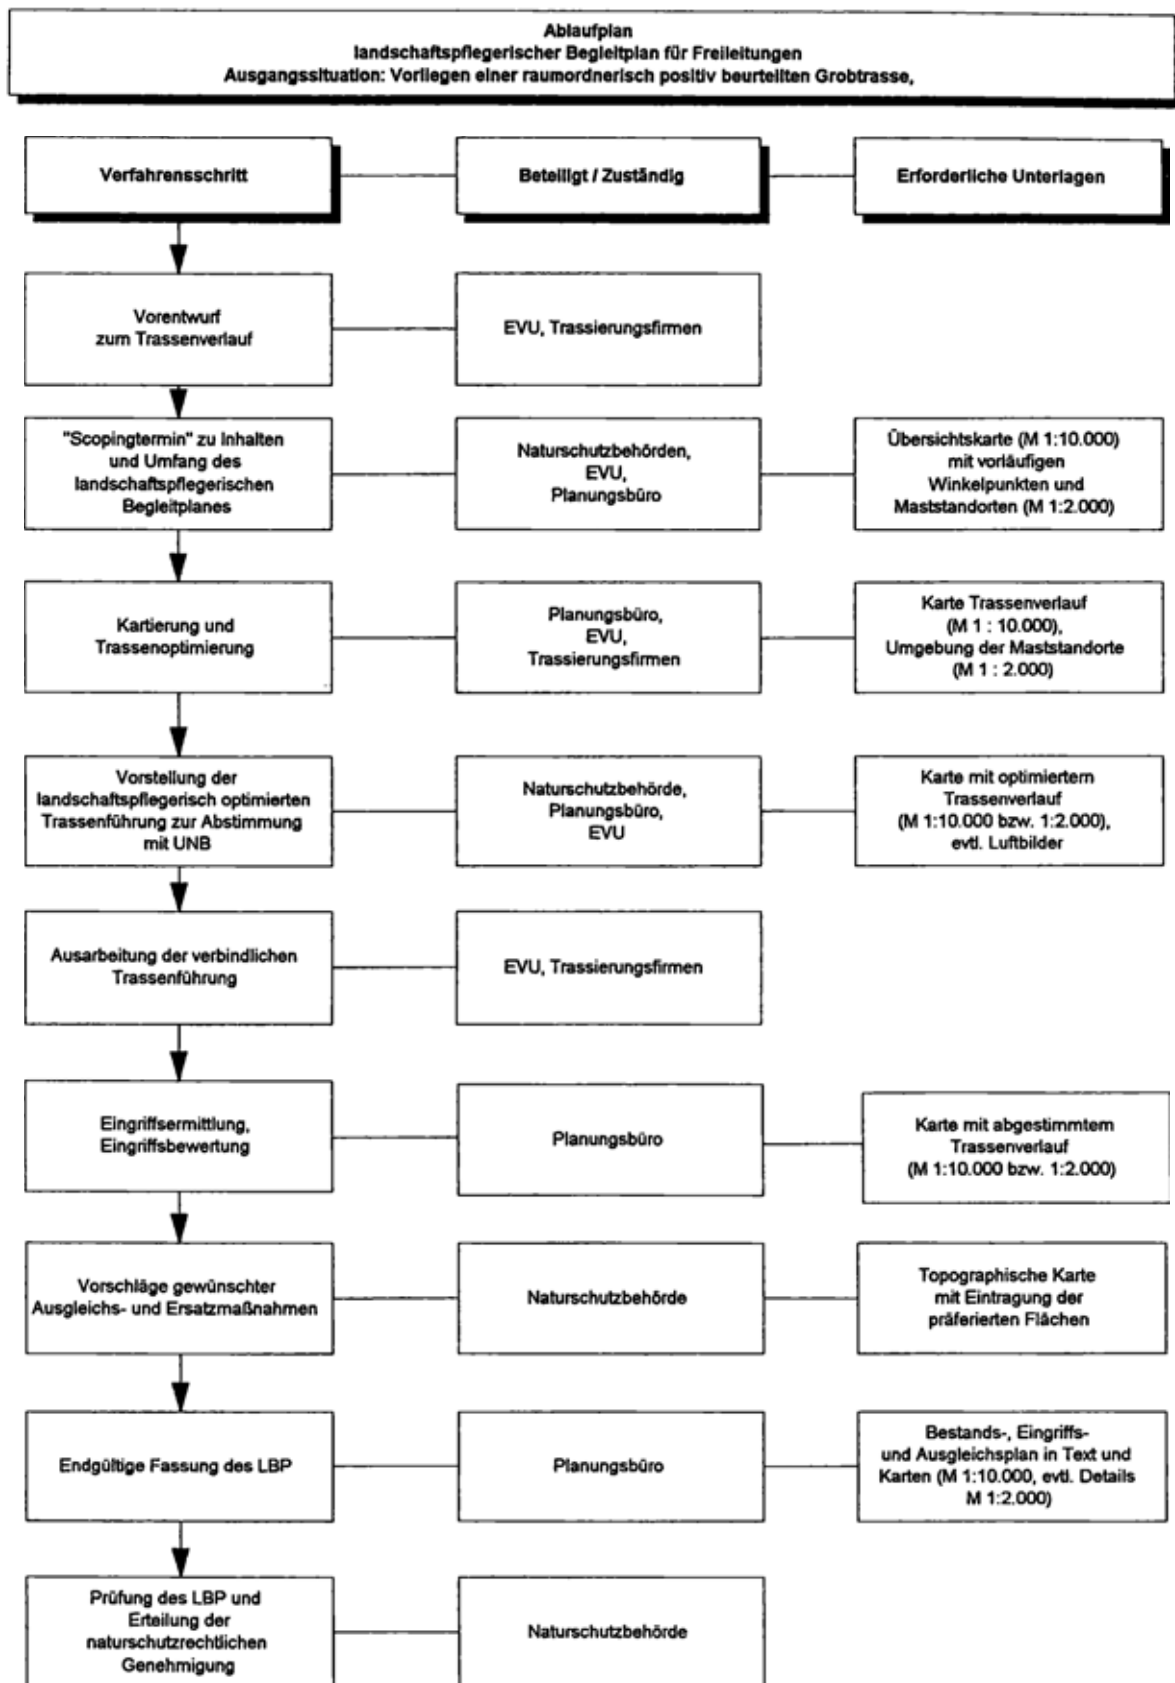 Ablaufplan
landschaftspflegerischer Begleitplan für Freileitungen
Ausgangssituation: Vorliegen einer raumordnerisch positiv beurteilten Grobtrasse,
Verfahrensschritt
Beteiligt / Zuständig
Erforderliche Unterlagen
Vorentwurf
zum Trassenverlauf
EVU, Trassierungsfirmen
"Scopingtermin" zu Inhalten
und Umfang des
landschaftspflegerischen
Begleitplanes
Naturschutzbehörden,
EVU,
Planungsbüro
Übersichtskarte (M 1:10.000)
mit vorläufigen
Winkelpunkten und
Maststandorten (M 1:2.000)
Kartierung und
Trassenoptimierung
Planungsbüro,
EVU,
Trassierungsfirmen
Karte Trassenverlauf
(M 1 : 10.000),
Umgebung der Maststandorte
(M 1 : 2.000)
Vorstellung der
landschaftspflegerisch optimierten
Trassenführung zur Abstimmung
mit UNB
Naturschutzbehörde,
Planungsbüro,
EVU
Karte mit optimiertem
Trassenverlauf
(M 1:10.000 bzw. 1:2.000),
evtl. Luftbilder
Ausarbeitung der verbindlichen
Trassenführung
EVU, Trassierungsfirmen
Eingriffsermittlung,
Eingriffsbewertung
Planungsbüro
Karte mit abgestimmtem
Trassenverlauf
(M 1:10.000 bzw. 1:2.000)
Vorschläge gewünschter
Ausgleichs- und Ersatzmaßnahmen
Naturschutzbehörde
Topographische Karte
mit Eintragung der
präferierten Flächen
Endgültige Fassung des LBP
Planungsbüro
Bestands-, Eingriffs-
und Ausgleichsplan in Text und
Karten (M 1:10.000, evtl. Details
M 1:2.000)
Prüfung des LBP und
Erteilung der
naturschutzrechtlichen
Genehmigung
Naturschutzbehörde